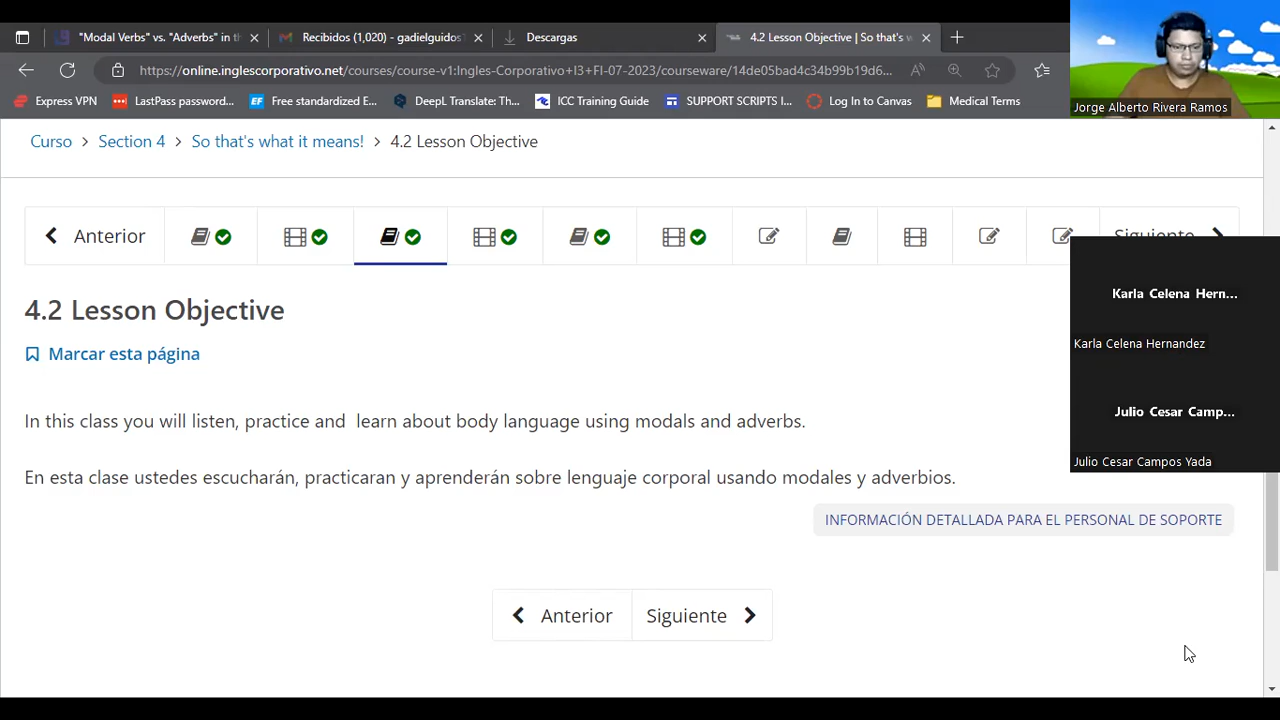 "Modal Verbs" vs. "Adverbs" in th
Recibidos (1,020) - gadielguidos
Descargas
4.2 Lesson Objective | So that's w
https://online.inglescorporativo.net/courses/course-v1:Ingles-Corporativo+I3+FI-07-2023/courseware/14de05bad4c34b99b19d6...
Express VPN
LastPass password...
Free standardized E...
DeepL Translate: Th...
ICC Training Guide
SUPPORT SCRIPTS I...
Log In to Canvas
Medical Terms
Jorge Alberto Rivera Ramos
Curso > Section 4 > So that's what it means! > 4.2 Lesson Objective
Anterior
Siguiente
4.2 Lesson Objective
Marcar esta página
In this class you will listen, practice and learn about body language using modals and adverbs.
En esta clase ustedes escucharán, practicaran y aprenderán sobre lenguaje corporal usando modales y adverbios.
INFORMACIÓN DETALLADA PARA EL PERSONAL DE SOPORTE
Anterior
Siguiente
Karla Celena Hern...
Karla Celena Hernandez
Julio Cesar Camp...
Julio Cesar Campos Yada